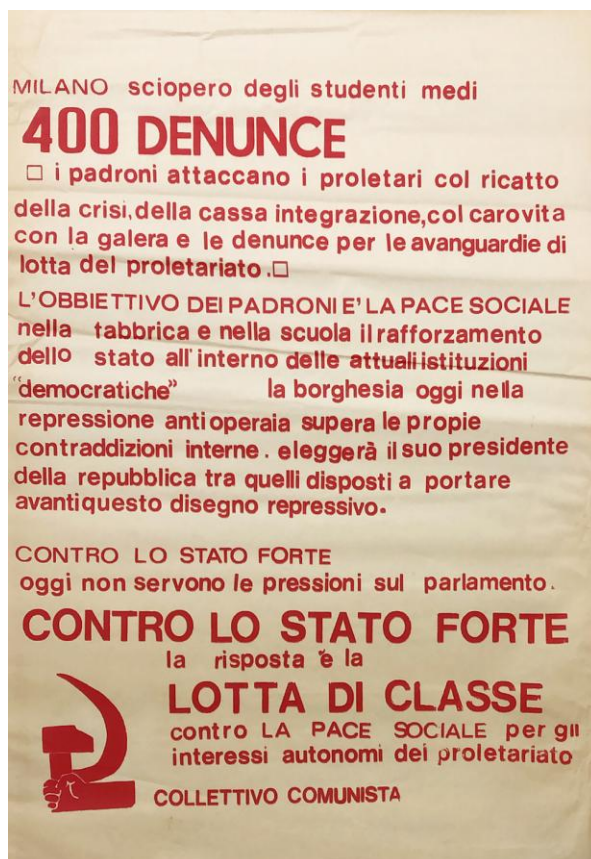 MILANO sciopero degli studenti medi
400 DENUNCE
□ i padroni attaccano i proletari col ricatto
della crisi, della cassa integrazione, col carovita
con la galera e le denunce per le avanguardie di
lotta del proletariato.□
L'OBBIETTIVO DEI PADRONI E' LA PACE SOCIALE
nella tabbrica e nella scuola il rafforzamento
dello stato all'interno delle attuali istituzioni
"democratiche" la borghesia oggi nella
repressione antioperaia supera le propie
contraddizioni interne. eleggerà il suo presidente
della repubblica tra quelli disposti a portare
avanti questo disegno repressivo.
CONTRO LO STATO FORTE
oggi non servono le pressioni sul parlamento.
CONTRO LO STATO FORTE
la risposta è la
LOTTA DI CLASSE
contro LA PACE SOCIALE per gli
interessi autonomi del proletariato
COLLETTIVO COMUNISTA